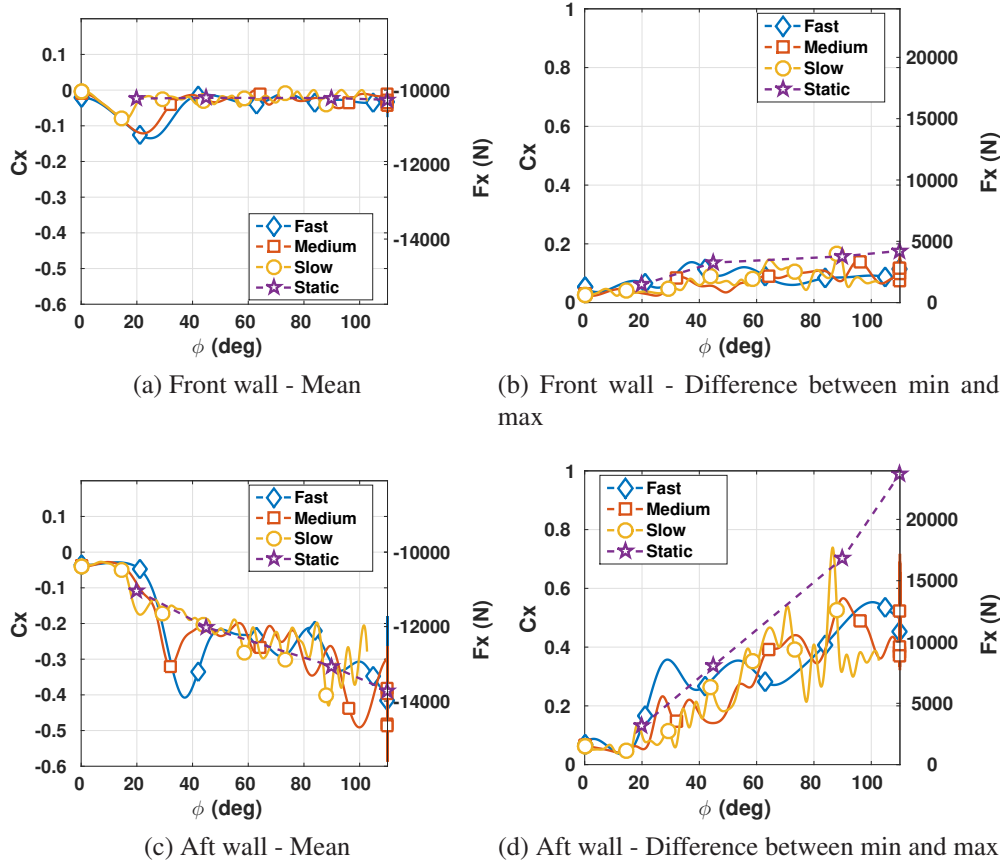 0.1
0
-0.1
-0.2
-0.3
-0.4
-0.5
-0.6
Cx
0 20 40 60 80 100
ϕ (deg)
-10000
-12000
-14000
Fx (N)
Fast
Medium
Slow
Static
(a) Front wall - Mean
1
0.8
0.6
0.4
0.2
0
Cx
0 20 40 60 80 100
ϕ (deg)
20000
15000
10000
5000
0
Fx (N)
Fast
Medium
Slow
Static
(b) Front wall - Difference between min and
max
0.1
0
-0.1
-0.2
-0.3
-0.4
-0.5
-0.6
Cx
0 20 40 60 80 100
ϕ (deg)
-10000
-12000
-14000
Fx (N)
Fast
Medium
Slow
Static
(c) Aft wall - Mean
1
0.8
0.6
0.4
0.2
0
Cx
0 20 40 60 80 100
ϕ (deg)
20000
15000
10000
5000
0
Fx (N)
Fast
Medium
Slow
Static
(d) Aft wall - Difference between min and max